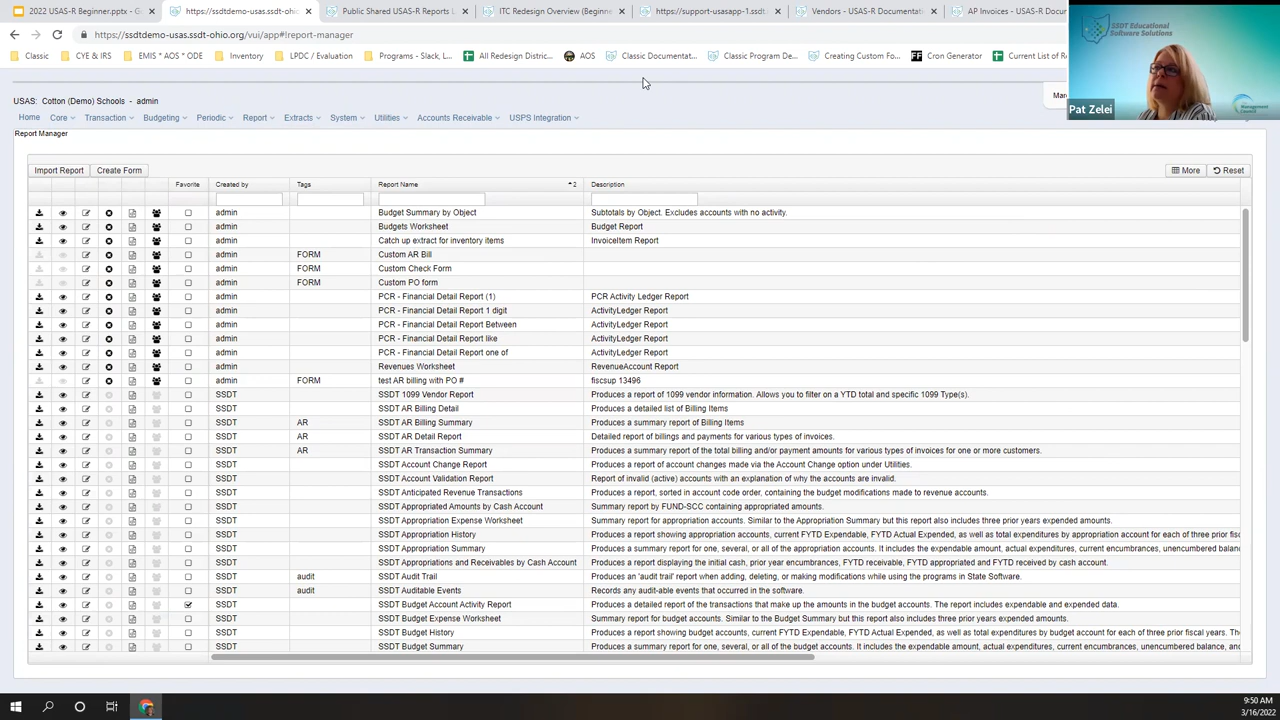 2022 USAS-R Beginner.pptx - G
https://ssdtdemo-usas.ssdt-ohio
Public Shared USAS-R Reports L
ITC Redesign Overview (Beginne
https://support-usasapp-1.ssdt
Vendors - USAS-R Documentati
AP Invoices - USAS-R Docum
https://ssdtdemo-usas.ssdt-ohio.org/vui/app#!report-manager
Classic CYE & IRS EMIS * AOS * ODE Inventory LPDC / Evaluation Programs - Slack, L... All Redesign Distric... AOS Classic Documentat... Classic Program De... Creating Custom Fo... Cron Generator Current List of R
SSDT Educational
Software Solutions
Management
Council
Pat Zelei
USAS: Cotton (Demo) Schools - admin
Home Core Transaction Budgeting Periodic Report Extracts System Utilities Accounts Receivable USPS Integration
Report Manager
Import Report Create Form More Reset
Favorite Created by Tags Report Name 2 Description
admin Budget Summary by Object Subtotals by Object. Excludes accounts with no activity.
admin Budgets Worksheet Budget Report
admin Catch up extract for inventory items InvoiceItem Report
admin FORM Custom AR Bill
admin FORM Custom Check Form
admin FORM Custom PO form
admin PCR - Financial Detail Report (1) PCR Activity Ledger Report
admin PCR - Financial Detail Report 1 digit ActivityLedger Report
admin PCR - Financial Detail Report Between ActivityLedger Report
admin PCR - Financial Detail Report like ActivityLedger Report
admin PCR - Financial Detail Report one of ActivityLedger Report
admin Revenues Worksheet RevenueAccount Report
admin FORM test AR billing with PO # fiscsup 13496
SSDT SSDT 1099 Vendor Report Produces a report of 1099 vendor information. Allows you to filter on a YTD total and specific 1099 Type(s).
SSDT SSDT AR Billing Detail Produces a detailed list of Billing Items
SSDT AR SSDT AR Billing Summary Produces a summary report of Billing Items
SSDT AR SSDT AR Detail Report Detailed report of billings and payments for various types of invoices.
SSDT AR SSDT AR Transaction Summary Produces a summary report of the total billing and/or payment amounts for various types of invoices for one or more customers.
SSDT SSDT Account Change Report Produces a report of account changes made via the Account Change option under Utilities.
SSDT SSDT Account Validation Report Report of invalid (active) accounts with an explanation of why the accounts are invalid.
SSDT SSDT Anticipated Revenue Transactions Produces a report, sorted in account code order, containing the budget modifications made to revenue accounts.
SSDT SSDT Appropriated Amounts by Cash Account Summary report by FUND-SCC containing appropriated amounts.
SSDT SSDT Appropriation Expense Worksheet Summary report for appropriation accounts. Similar to the Appropriation Summary but this report also includes three prior years expended amounts.
SSDT SSDT Appropriation History Produces a report showing appropriation accounts, current FYTD Expendable, FYTD Actual Expended, as well as total expenditures by appropriation account for each of three prior fisc
SSDT SSDT Appropriation Summary Produces a summary report for one, several, or all of the appropriation accounts. It includes the expendable amount, actual expenditures, current encumbrances, unencumbered balanc
SSDT SSDT Appropriations and Receivables by Cash Account Produces a report displaying the initial cash, prior year encumbrances, FYTD receivable, FYTD appropriated and FYTD received by cash account.
SSDT audit SSDT Audit Trail Produces an 'audit trail' report when adding, deleting, or making modifications while using the programs in State Software.
SSDT audit SSDT Auditable Events Records any audit-able events that occurred in the software.
SSDT SSDT Budget Account Activity Report Produces a detailed report of the transactions that make up the amounts in the budget accounts. The report includes expendable and expended data.
SSDT SSDT Budget Expense Worksheet Summary report for budget accounts. Similar to the Budget Summary but this report also includes three prior years expended amounts.
SSDT SSDT Budget History Produces a report showing budget accounts, current FYTD Expendable, FYTD Actual Expended, as well as total expenditures by budget account for each of three prior fiscal years. The
SSDT SSDT Budget Summary Produces a summary report for one, several, or all of the budget accounts. It includes the expendable amount, actual expenditures, current encumbrances, unencumbered balance, an
9:50 AM
3/16/2022